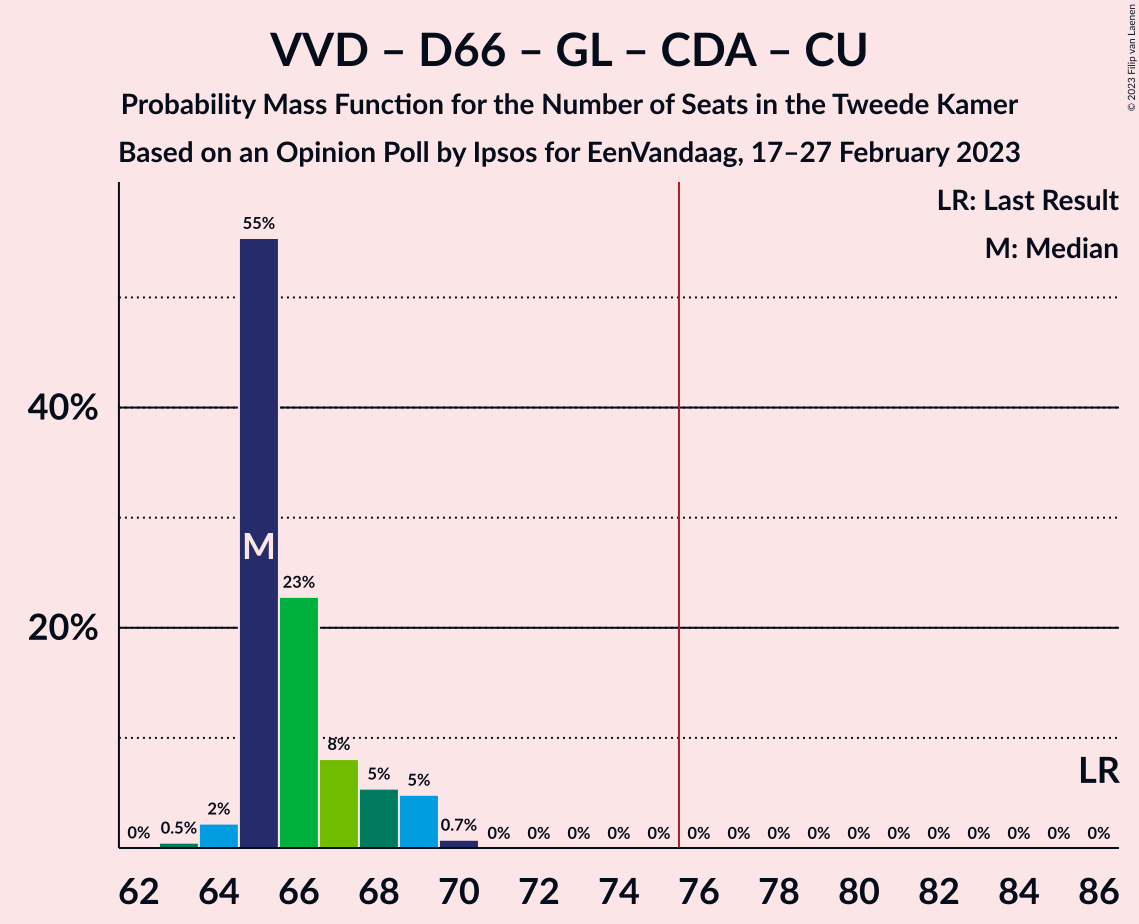 VVD – D66 – GL – CDA – CU
Probability Mass Function for the Number of Seats in the Tweede Kamer
Based on an Opinion Poll by Ipsos for EenVandaag, 17–27 February 2023
© 2023 Filip van Laenen
LR: Last Result
M: Median
55%
40%
M
23%
20%
8%
5%
5%
2%
0.5%
0.7%
0% 0% 0% 0% 0% 0% 0% 0% 0% 0% 0% 0% 0% 0% 0% 0% 0%
LR
62 64 66 68 70 72 74 76 78 80 82 84 86